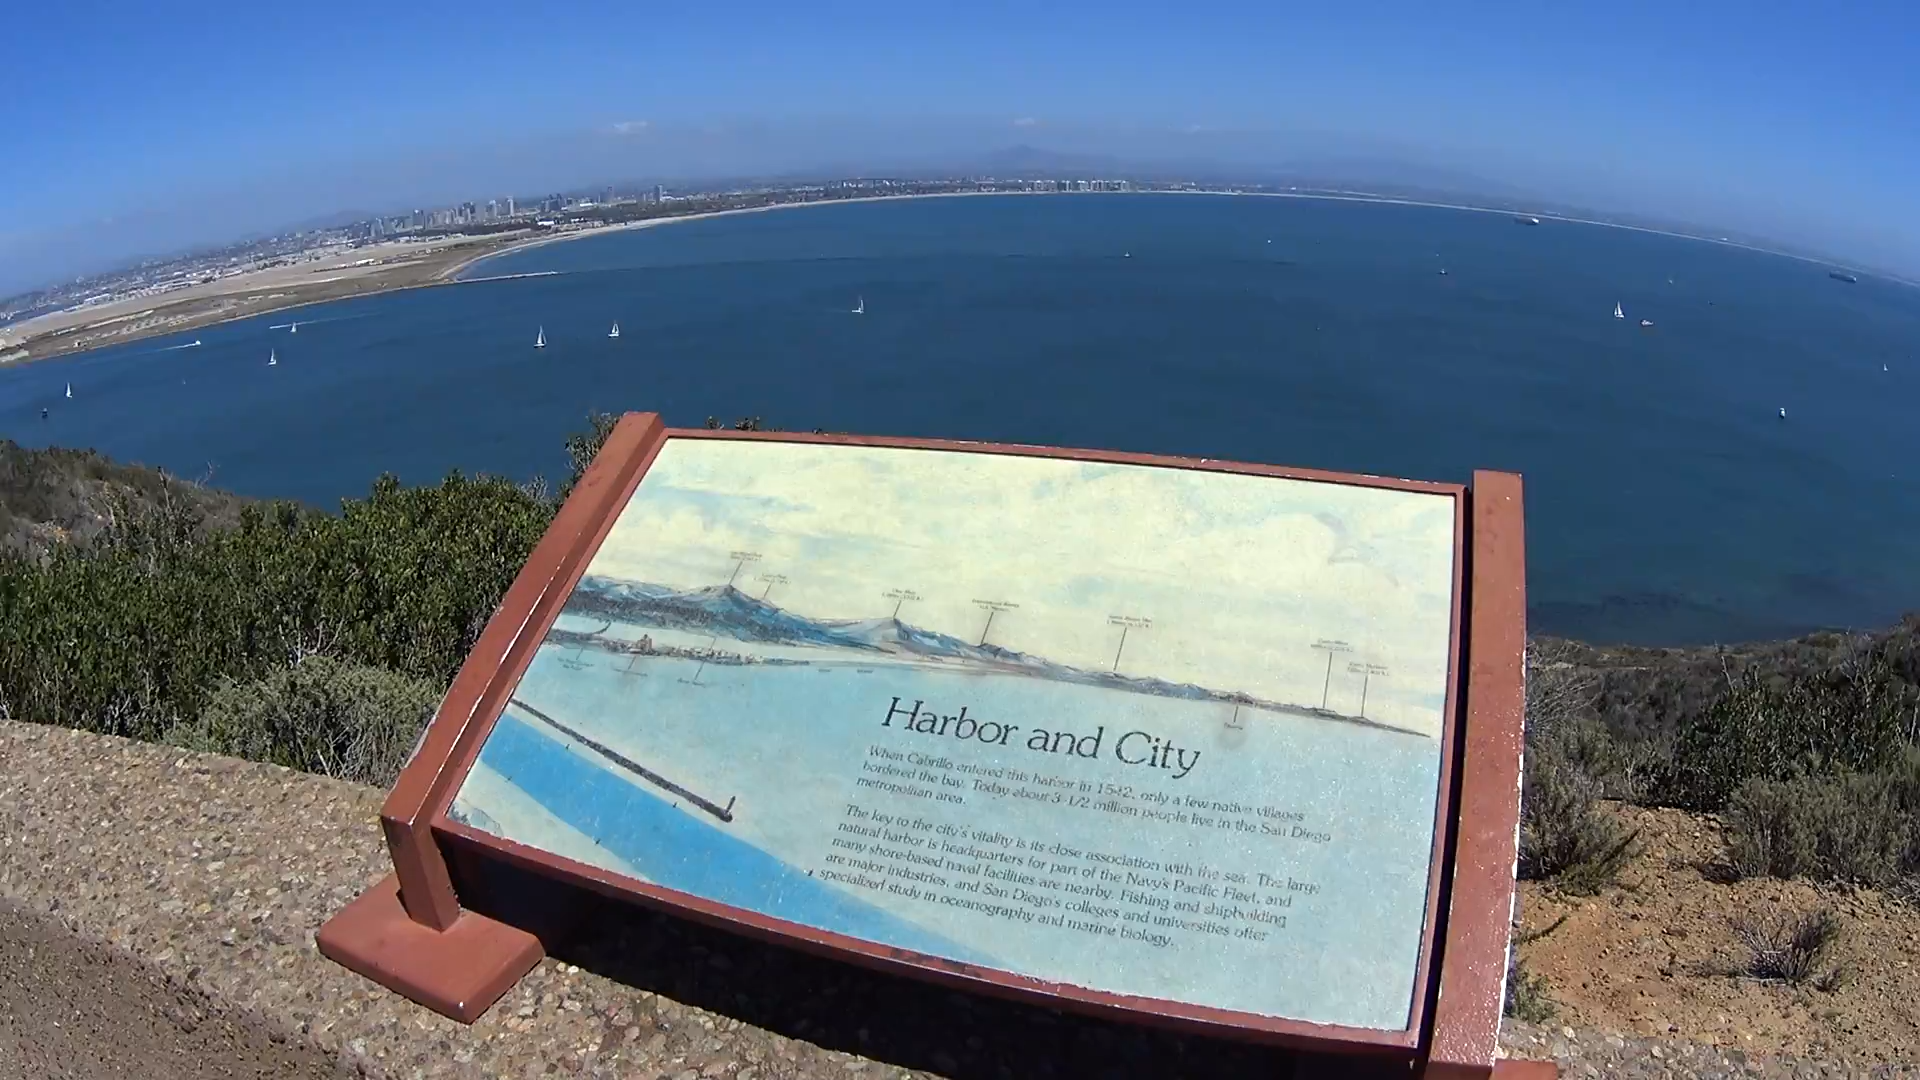 Harbor and City
When Cabrillo entered this harbor in 1542, only a few native villages
bordered the bay. Today about 3-1/2 million people live in the San Diego
metropolitan area.
The key to the city's vitality is its close association with the sea. The large
natural harbor is headquarters for part of the Navy's Pacific Fleet, and
many shore-based naval facilities are nearby. Fishing and shipbuilding
are major industries, and San Diego's colleges and universities offer
specialized study in oceanography and marine biology.